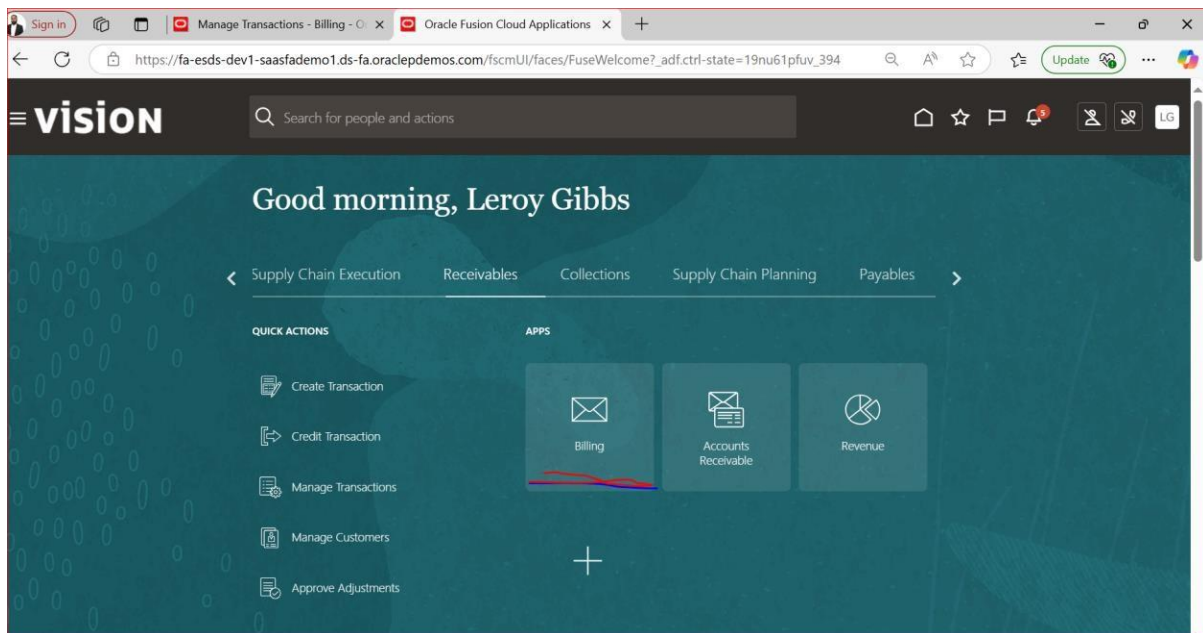 Sign in
Manage Transactions - Billing - O
Oracle Fusion Cloud Applications
https://fa-esds-dev1-saasfademo1.ds-fa.oraclepdemos.com/fscmUI/faces/FuseWelcome?_adf.ctrl-state=19nu61pfuv_394
Update
vision
Search for people and actions
5
LG
Good morning, Leroy Gibbs
Supply Chain Execution
Receivables
Collections
Supply Chain Planning
Payables
QUICK ACTIONS
Create Transaction
Credit Transaction
Manage Transactions
Manage Customers
Approve Adjustments
APPS
Billing
Accounts
Receivable
Revenue